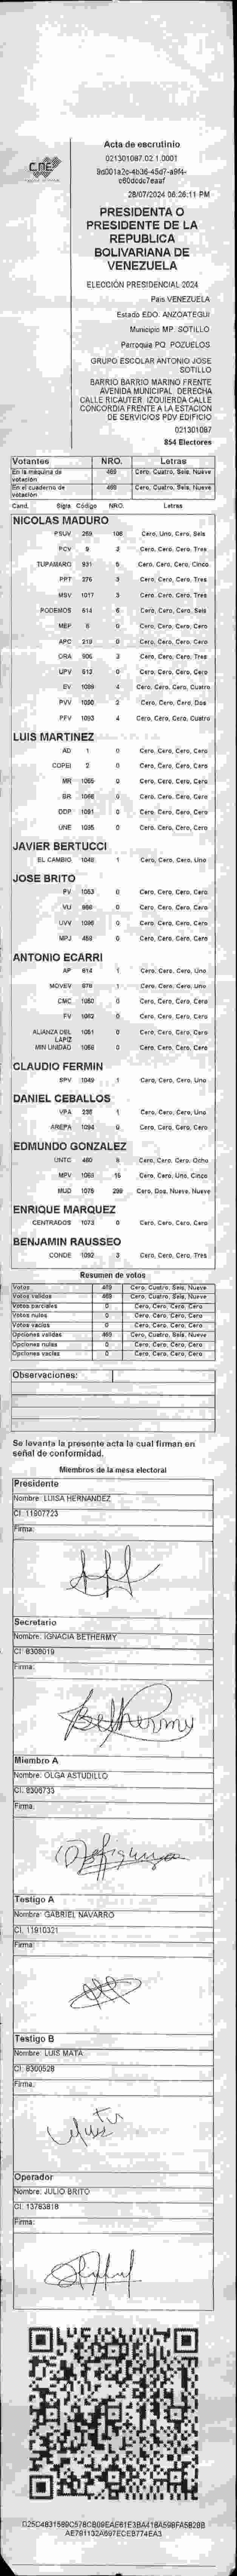 CNE
Acta de escrutinio
021301087.02.1.0001
28/07/2024 06:26:11 PM
PRESIDENTA O
PRESIDENTE DE LA
REPUBLICA
BOLIVARIANA DE
VENEZUELA
ELECCIÓN PRESIDENCIAL 2024
Pais VENEZUELA
Estado EDO. ANZOATEGUI
Municipio MP. SOTILLO
Parroquia PQ. POZUELOS
GRUPO ESCOLAR ANTONIO JOSE
SOTILLO
BARRIO BARRIO MARINO FRENTE
AVENIDA MUNICIPAL. DERECHA
CALLE RICAUTER. IZQUIERDA CALLE
CONCORDIA FRENTE A LA ESTACION
DE SERVICIOS PDV EDIFICIO
021301087
854 Electores
Votantes NRO. Letras
En la máquina de votación 469 Cero, Cuatro, Seis, Nueve
En el cuaderno de votación 469 Cero, Cuatro, Seis, Nueve
Cand. Sigla Código NRO. Letras
NICOLAS MADURO
PSUV 269 106 Cero, Uno, Cero, Seis
PCV 9 3 Cero, Cero, Cero, Tres
TUPAMARO 931 5 Cero, Cero, Cero, Cinco
PPT 276 3 Cero, Cero, Cero, Tres
MSV 1017 3 Cero, Cero, Cero, Tres
PODEMOS 514 6 Cero, Cero, Cero, Seis
MEP 6 0 Cero, Cero, Cero, Cero
APC 219 0 Cero, Cero, Cero, Cero
ORA 906 3 Cero, Cero, Cero, Tres
UPV 613 0 Cero, Cero, Cero, Cero
EV 1089 4 Cero, Cero, Cero, Cuatro
PVV 1090 2 Cero, Cero, Cero, Dos
PFV 1093 4 Cero, Cero, Cero, Cuatro
LUIS MARTINEZ
AD 1 0 Cero, Cero, Cero, Cero
COPEI 2 0 Cero, Cero, Cero, Cero
MR 1065 0 Cero, Cero, Cero, Cero
BR 1066 0 Cero, Cero, Cero, Cero
DDP 1091 0 Cero, Cero, Cero, Cero
UNE 1095 0 Cero, Cero, Cero, Cero
JAVIER BERTUCCI
EL CAMBIO 1048 1 Cero, Cero, Cero, Uno
JOSE BRITO
PV 1053 0 Cero, Cero, Cero, Cero
VU 968 0 Cero, Cero, Cero, Cero
UVV 1096 0 Cero, Cero, Cero, Cero
MPJ 459 0 Cero, Cero, Cero, Cero
ANTONIO ECARRI
AP 614 1 Cero, Cero, Cero, Uno
MOVEV 978 1 Cero, Cero, Cero, Uno
CMC 1050 0 Cero, Cero, Cero, Cero
FV 1062 0 Cero, Cero, Cero, Cero
ALIANZA DEL LAPIZ 1051 0 Cero, Cero, Cero, Cero
MIN UNIDAD 1056 0 Cero, Cero, Cero, Cero
CLAUDIO FERMIN
SPV 1049 1 Cero, Cero, Cero, Uno
DANIEL CEBALLOS
VPA 238 1 Cero, Cero, Cero, Uno
AREPA 1094 0 Cero, Cero, Cero, Cero
EDMUNDO GONZALEZ
UNTC 480 8 Cero, Cero, Cero, Ocho
MPV 1068 15 Cero, Cero, Uno, Cinco
MUD 1075 299 Cero, Dos, Nueve, Nueve
ENRIQUE MARQUEZ
CENTRADOS 1073 0 Cero, Cero, Cero, Cero
BENJAMIN RAUSSEO
CONDE 1092 3 Cero, Cero, Cero, Tres
Resumen de votos
Votos 469 Cero, Cuatro, Seis, Nueve
Votos validos 469 Cero, Cuatro, Seis, Nueve
Votos parciales 0 Cero, Cero, Cero, Cero
Votos nulos 0 Cero, Cero, Cero, Cero
Votos vacios 0 Cero, Cero, Cero, Cero
Opciones validas 469 Cero, Cuatro, Seis, Nueve
Opciones nulas 0 Cero, Cero, Cero, Cero
Opciones vacias 0 Cero, Cero, Cero, Cero
Observaciones:
Se levanta la presente acta la cual firman en
señal de conformidad.
Miembros de la mesa electoral
Presidente
Nombre: LUISA HERNANDEZ
CI: 11907723
Firma:
Secretario
Nombre: IGNACIA BETHERMY
CI: 8308019
Firma:
Bethermy
Miembro A
Nombre: OLGA ASTUDILLO
CI: 8306733
Firma:
Testigo A
Nombre: GABRIEL NAVARRO
CI: 11910321
Firma:
Testigo B
Nombre: LUIS MATA
CI: 8300528
Firma:
Operador
Nombre: JULIO BRITO
CI: 13783818
Firma: